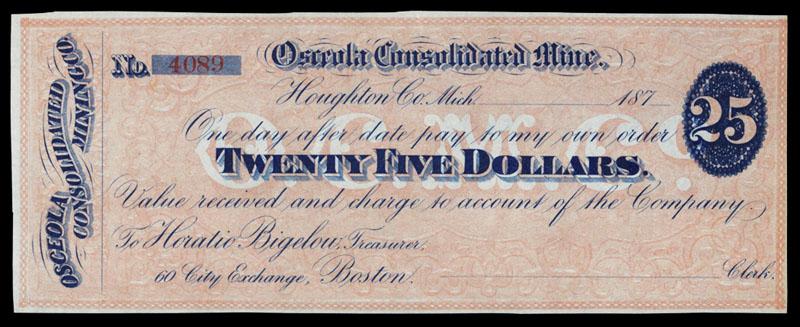 OSCEOLA
CONSOLIDATED
MINING CO.
No. 4089
Osceola Consolidated Mine.
Houghton Co. Mich. 187
25
One day after date pay to my own order
O.C.M.Co.
TWENTY FIVE DOLLARS.
Value received and charge to account of the Company.
To Horatio Bigelow, Treasurer,
60 City Exchange, Boston. Clerk.